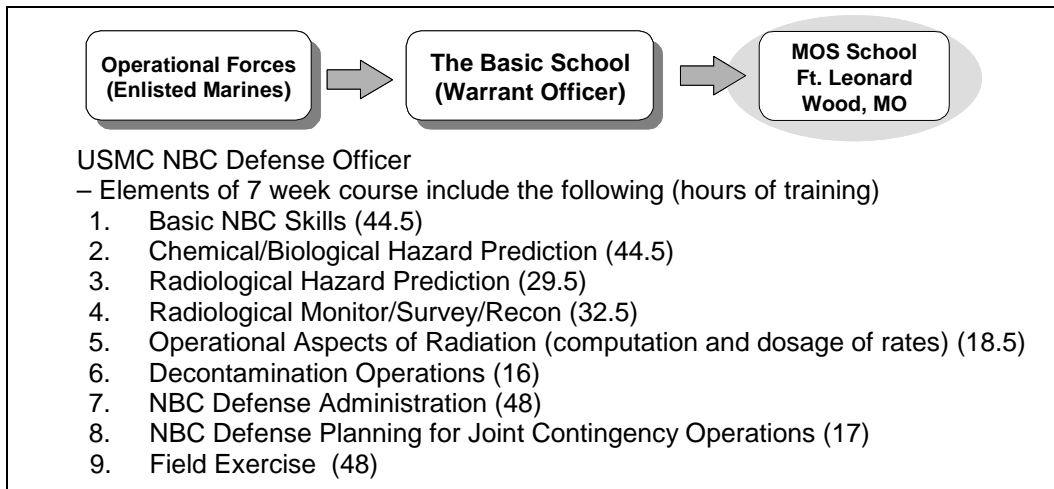 Operational Forces
(Enlisted Marines)
The Basic School
(Warrant Officer)
MOS School
Ft. Leonard
Wood, MO
USMC NBC Defense Officer
– Elements of 7 week course include the following (hours of training)
1. Basic NBC Skills (44.5)
2. Chemical/Biological Hazard Prediction (44.5)
3. Radiological Hazard Prediction (29.5)
4. Radiological Monitor/Survey/Recon (32.5)
5. Operational Aspects of Radiation (computation and dosage of rates) (18.5)
6. Decontamination Operations (16)
7. NBC Defense Administration (48)
8. NBC Defense Planning for Joint Contingency Operations (17)
9. Field Exercise (48)